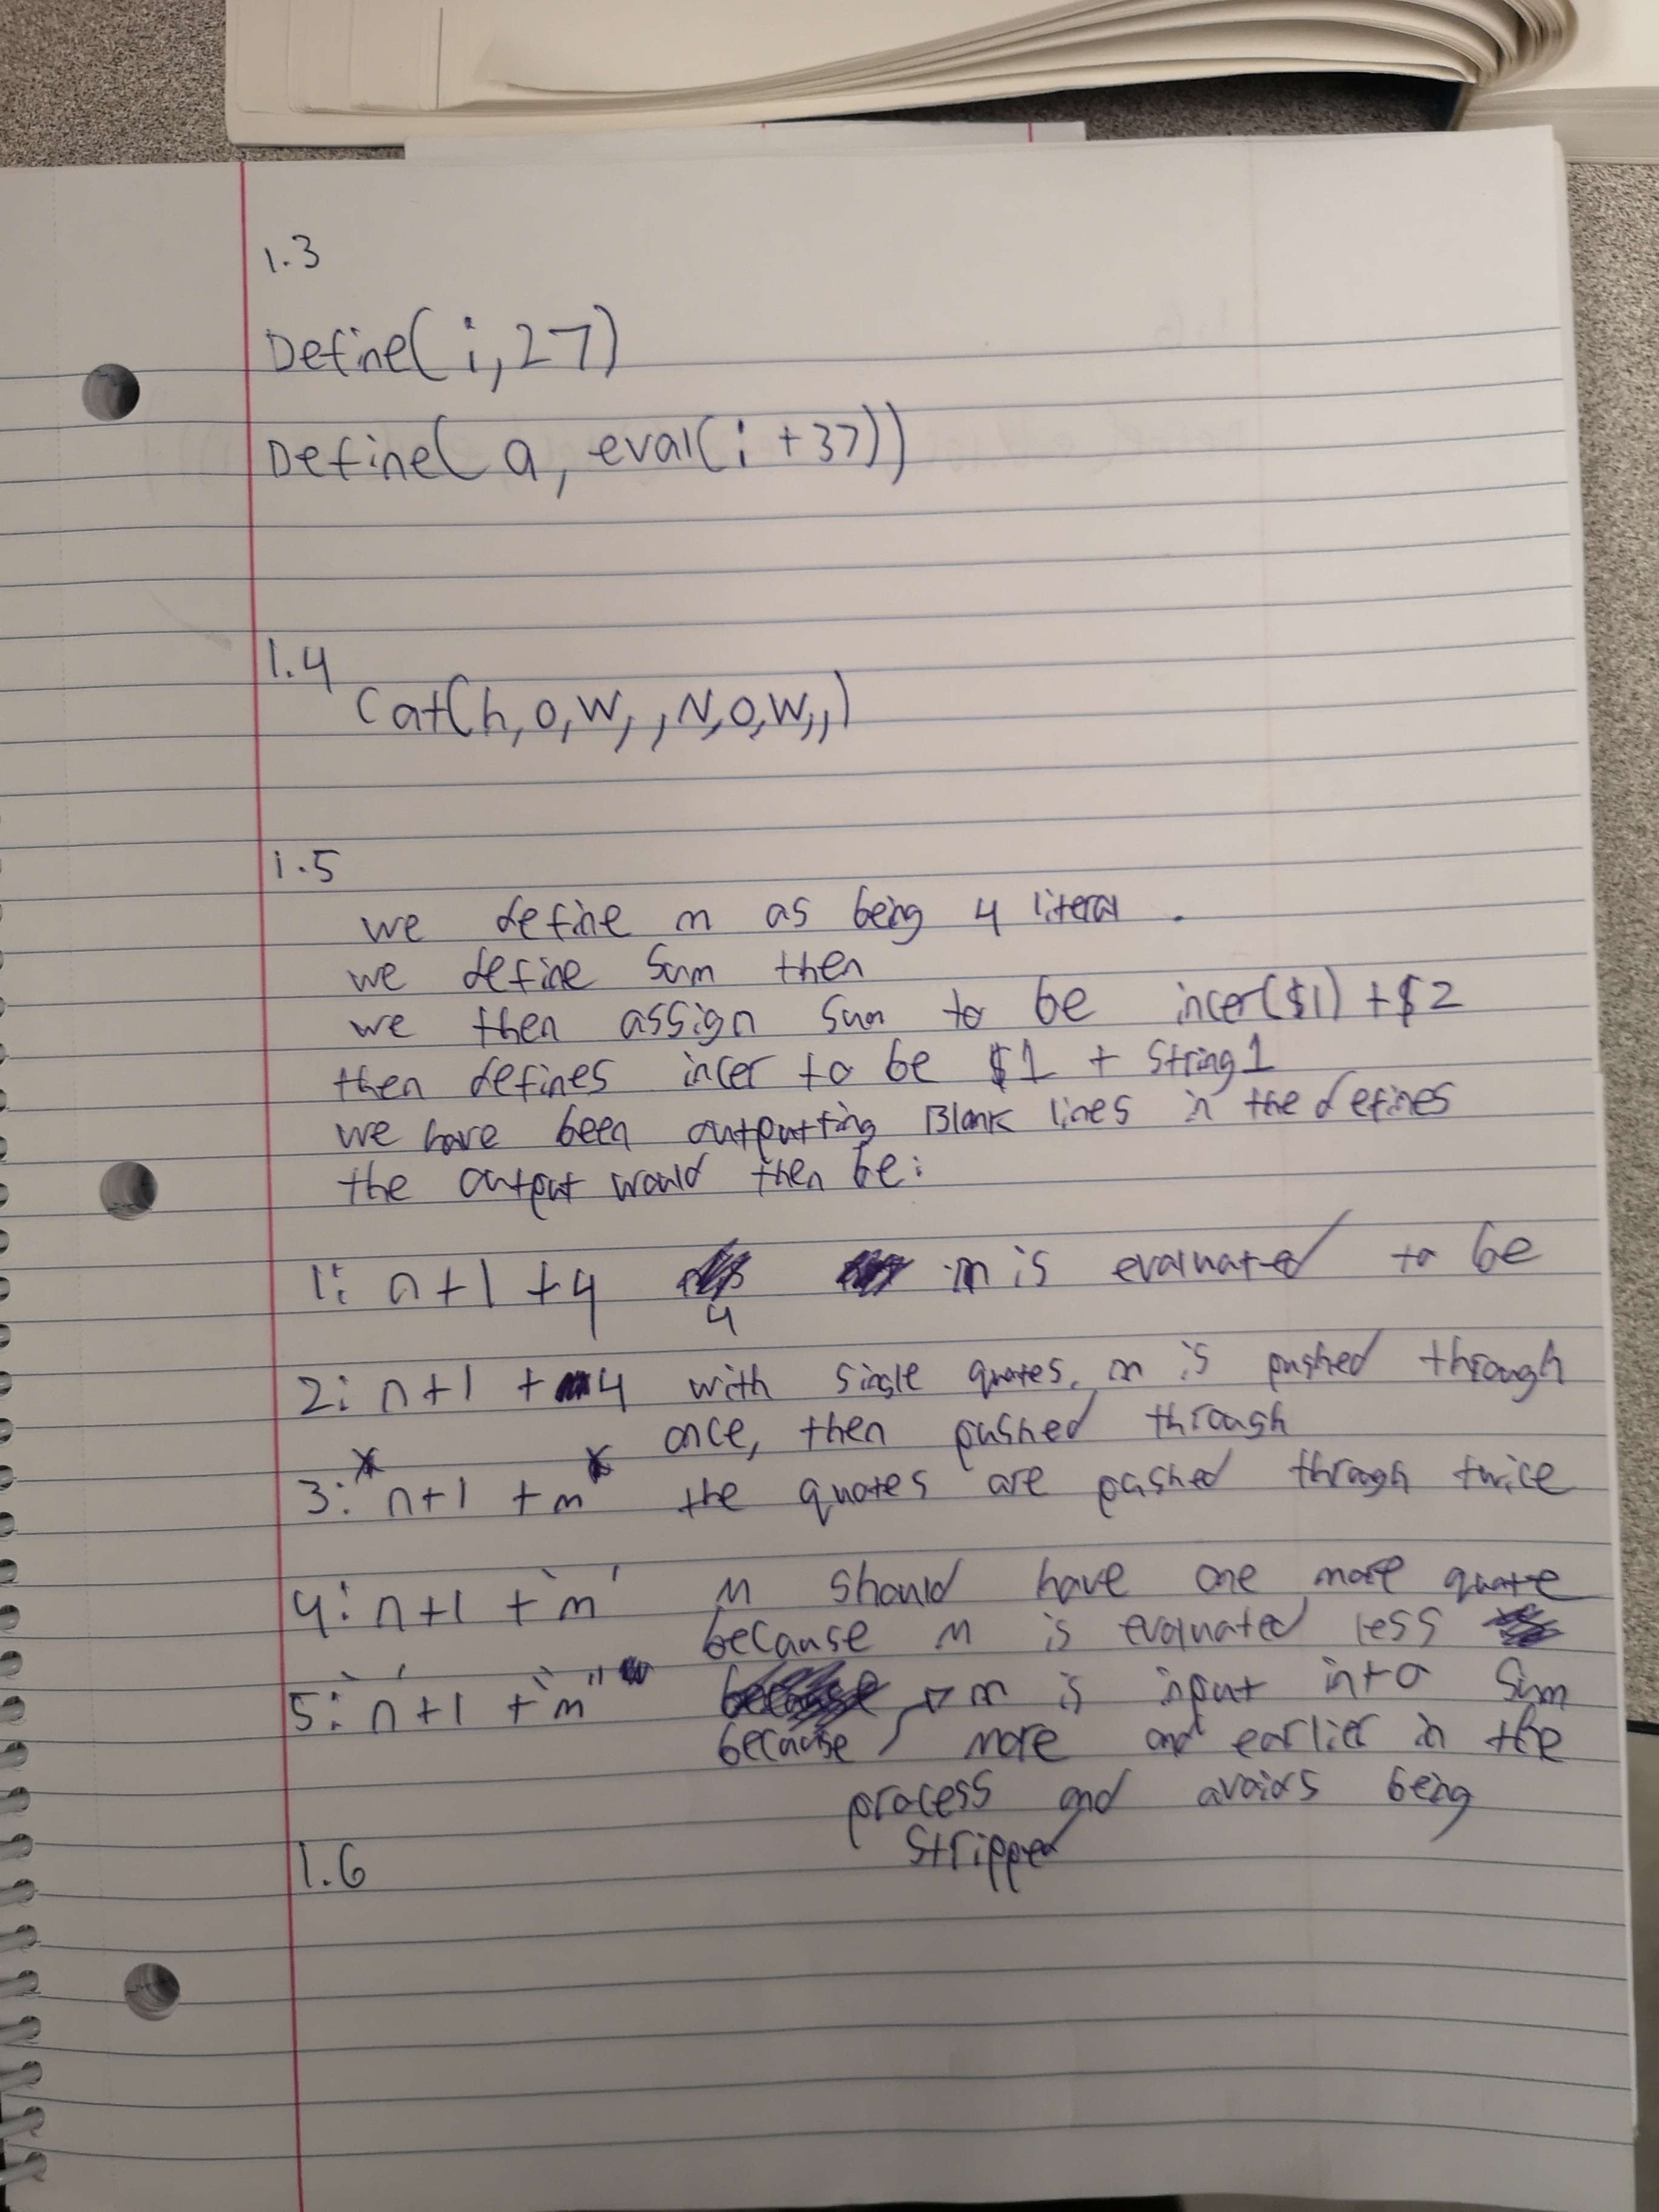 1.3
Define(i,27)
Define(a, eval(i+37))
1.4
Cat(h,o,W, ,N,O,W,,)
1.5
we define m as being 4 literal .
we define sum then
we then assign sum to be incer($1) + $2
then defines incer to be $1 + String1
we have been outputting Blank lines in the defines
the output would then be:
1: n+1+4 m is evaluated to be
4
2: n+1 + 4 with single quotes, m is pushed through
once, then pushed through
3: n+1 + m the quotes are pushed through twice
4: n+1 + `m' m should have one more quote
because m is evaluated less
5: `n'+1 + ``m'' m is input into sum
because more and earlier in the
process and avoids being
stripped
1.6